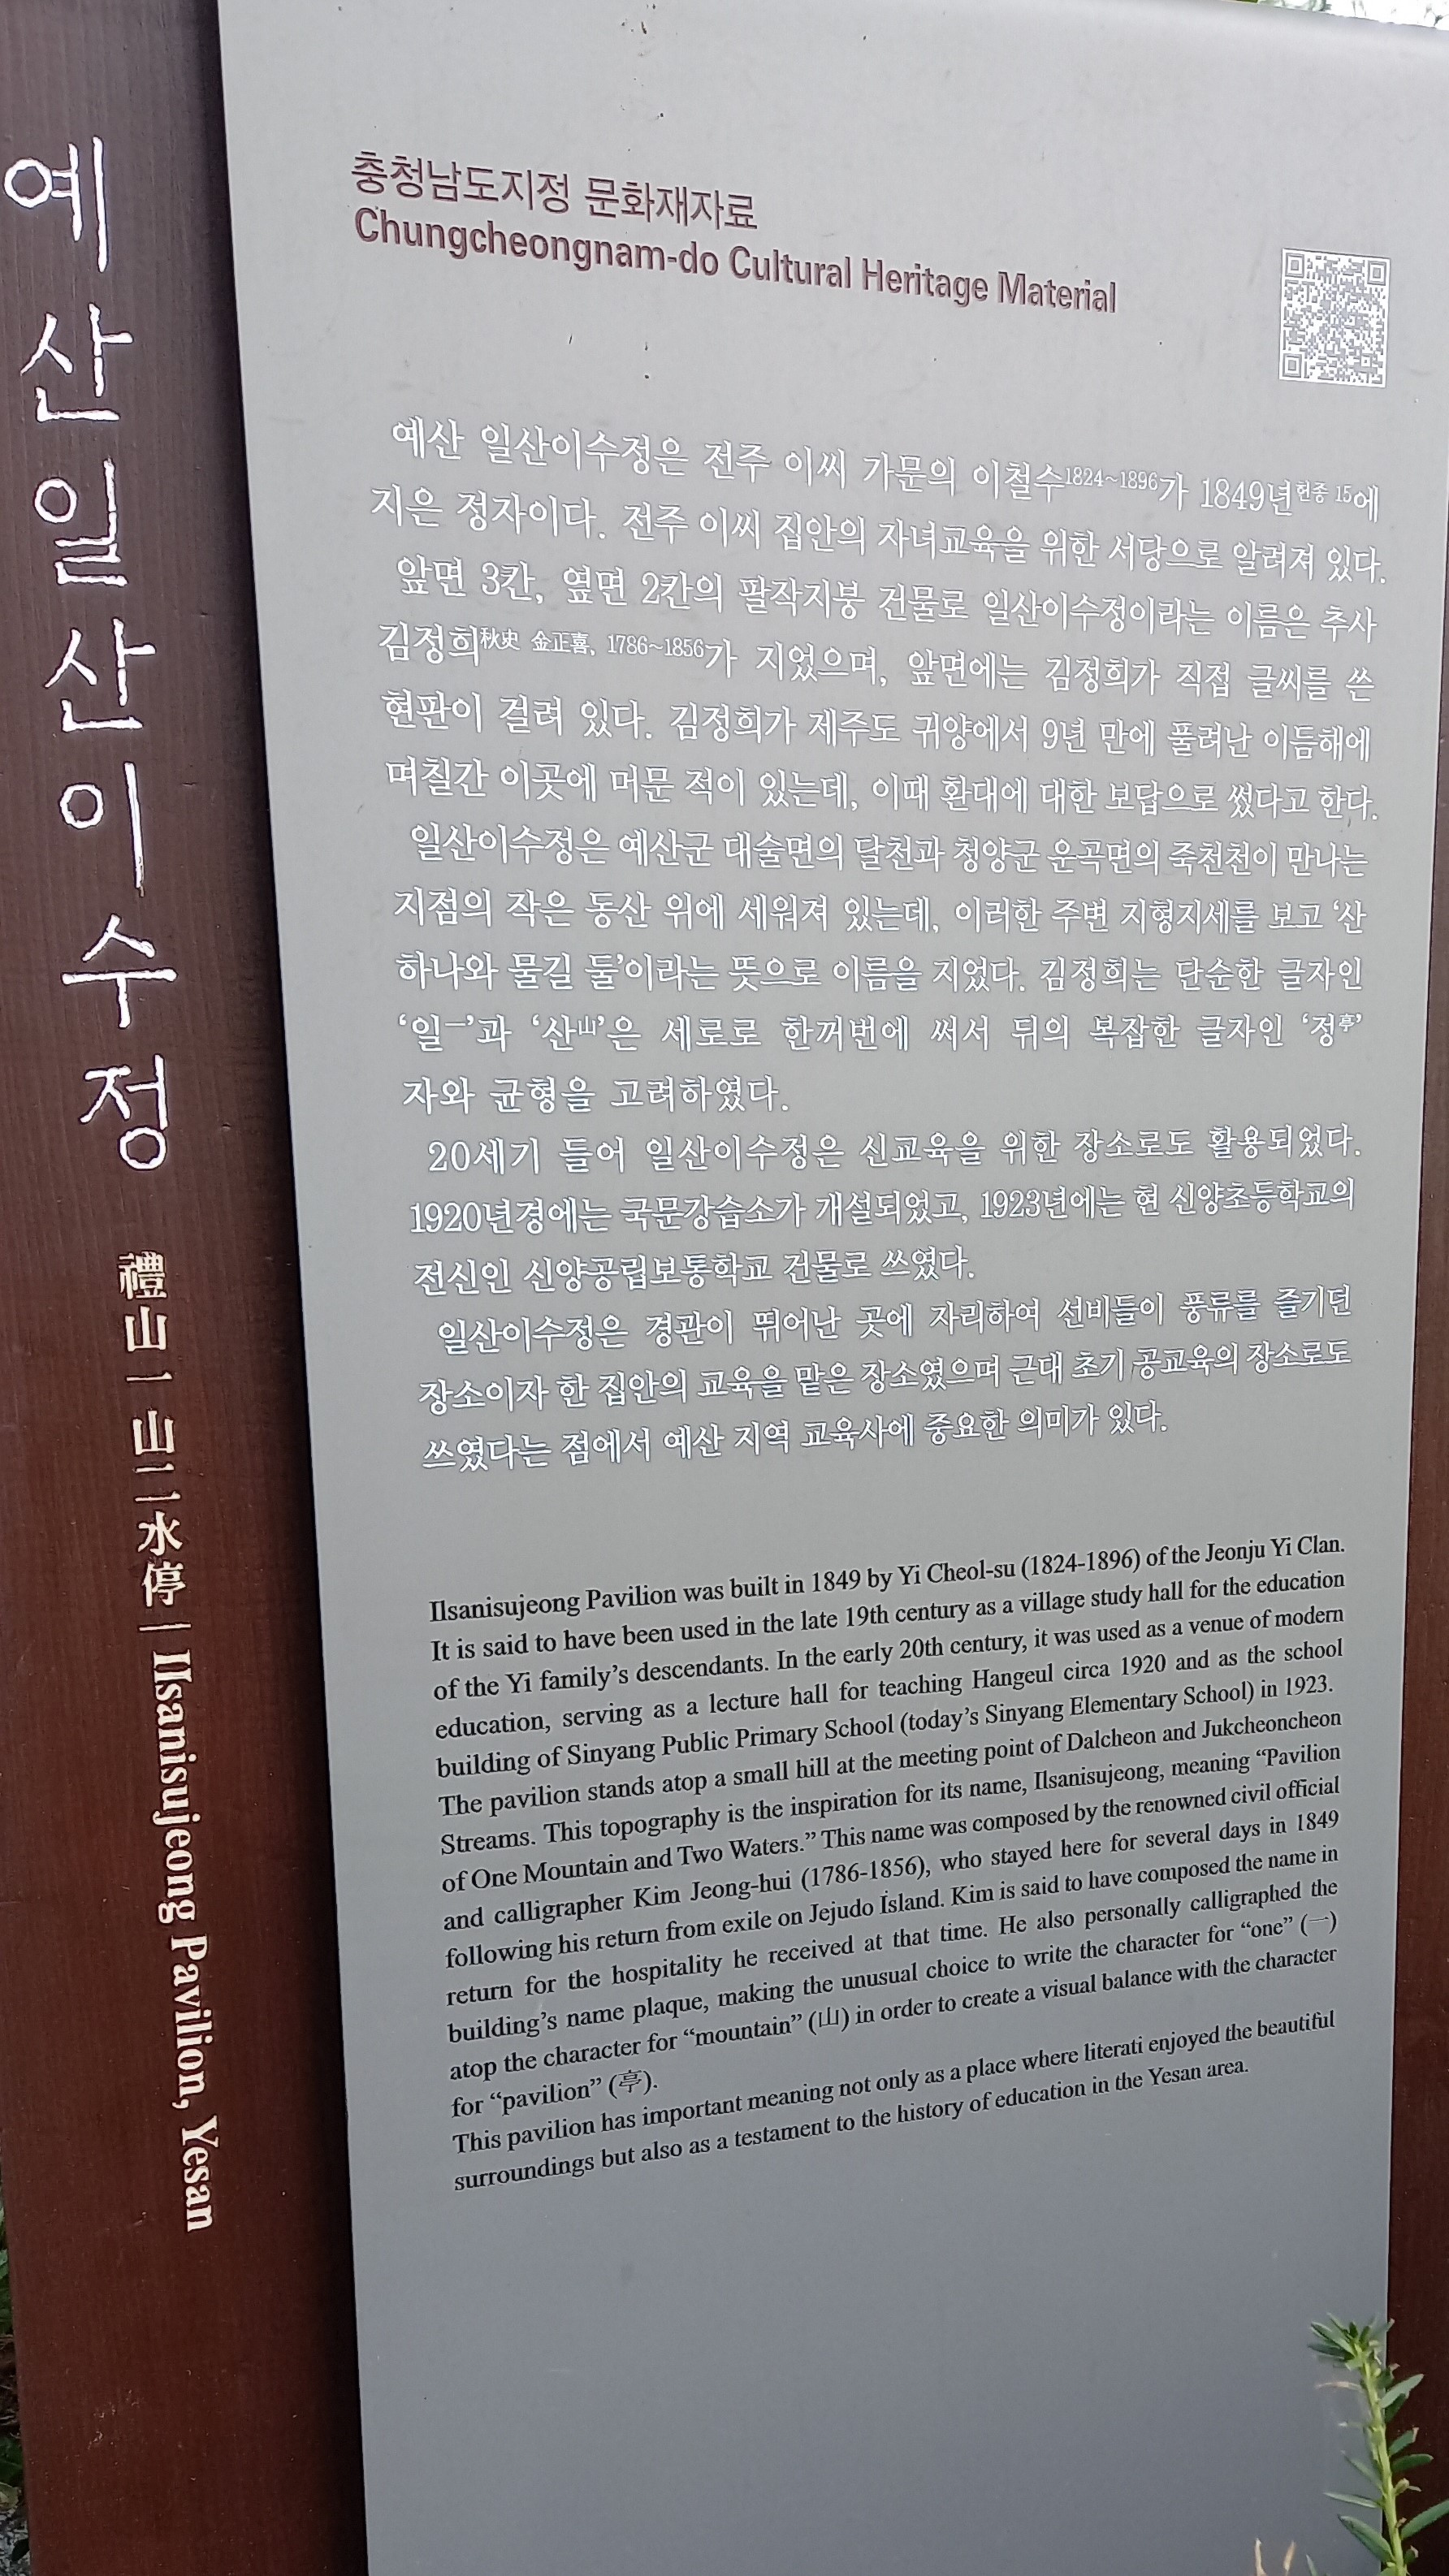 예산일산이수정 禮山 一山二水停 | Ilsanisujeong Pavilion, Yesan
충청남도지정 문화재자료
Chungcheongnam-do Cultural Heritage Material
예산 일산이수정은 전주 이씨 가문의 이철수1824~1896가 1849년헌종 15에
지은 정자이다. 전주 이씨 집안의 자녀교육을 위한 서당으로 알려져 있다.
앞면 3칸, 옆면 2칸의 팔작지붕 건물로 일산이수정이라는 이름은 추사
김정희秋史 金正喜, 1786~1856가 지었으며, 앞면에는 김정희가 직접 글씨를 쓴
현판이 걸려 있다. 김정희가 제주도 귀양에서 9년 만에 풀려난 이듬해에
며칠간 이곳에 머문 적이 있는데, 이때 환대에 대한 보답으로 썼다고 한다.
일산이수정은 예산군 대술면의 달천과 청양군 운곡면의 죽천천이 만나는
지점의 작은 동산 위에 세워져 있는데, 이러한 주변 지형지세를 보고 ‘산
하나와 물길 둘’이라는 뜻으로 이름을 지었다. 김정희는 단순한 글자인
‘일一’과 ‘산山’은 세로로 한꺼번에 써서 뒤의 복잡한 글자인 ‘정亭’
자와 균형을 고려하였다.
20세기 들어 일산이수정은 신교육을 위한 장소로도 활용되었다.
1920년경에는 국문강습소가 개설되었고, 1923년에는 현 신양초등학교의
전신인 신양공립보통학교 건물로 쓰였다.
일산이수정은 경관이 뛰어난 곳에 자리하여 선비들이 풍류를 즐기던
장소이자 한 집안의 교육을 맡은 장소였으며 근대 초기 공교육의 장소로도
쓰였다는 점에서 예산 지역 교육사에 중요한 의미가 있다.
Ilsanisujeong Pavilion was built in 1849 by Yi Cheol-su (1824-1896) of the Jeonju Yi Clan.
It is said to have been used in the late 19th century as a village study hall for the education
of the Yi family’s descendants. In the early 20th century, it was used as a venue of modern
education, serving as a lecture hall for teaching Hangeul circa 1920 and as the school
building of Sinyang Public Primary School (today’s Sinyang Elementary School) in 1923.
The pavilion stands atop a small hill at the meeting point of Dalcheon and Jukcheoncheon
Streams. This topography is the inspiration for its name, Ilsanisujeong, meaning “Pavilion
of One Mountain and Two Waters.” This name was composed by the renowned civil official
and calligrapher Kim Jeong-hui (1786-1856), who stayed here for several days in 1849
following his return from exile on Jejudo Island. Kim is said to have composed the name in
return for the hospitality he received at that time. He also personally calligraphed the
building’s name plaque, making the unusual choice to write the character for “one” (一)
atop the character for “mountain” (山) in order to create a visual balance with the character
for “pavilion” (亭).
This pavilion has important meaning not only as a place where literati enjoyed the beautiful
surroundings but also as a testament to the history of education in the Yesan area.